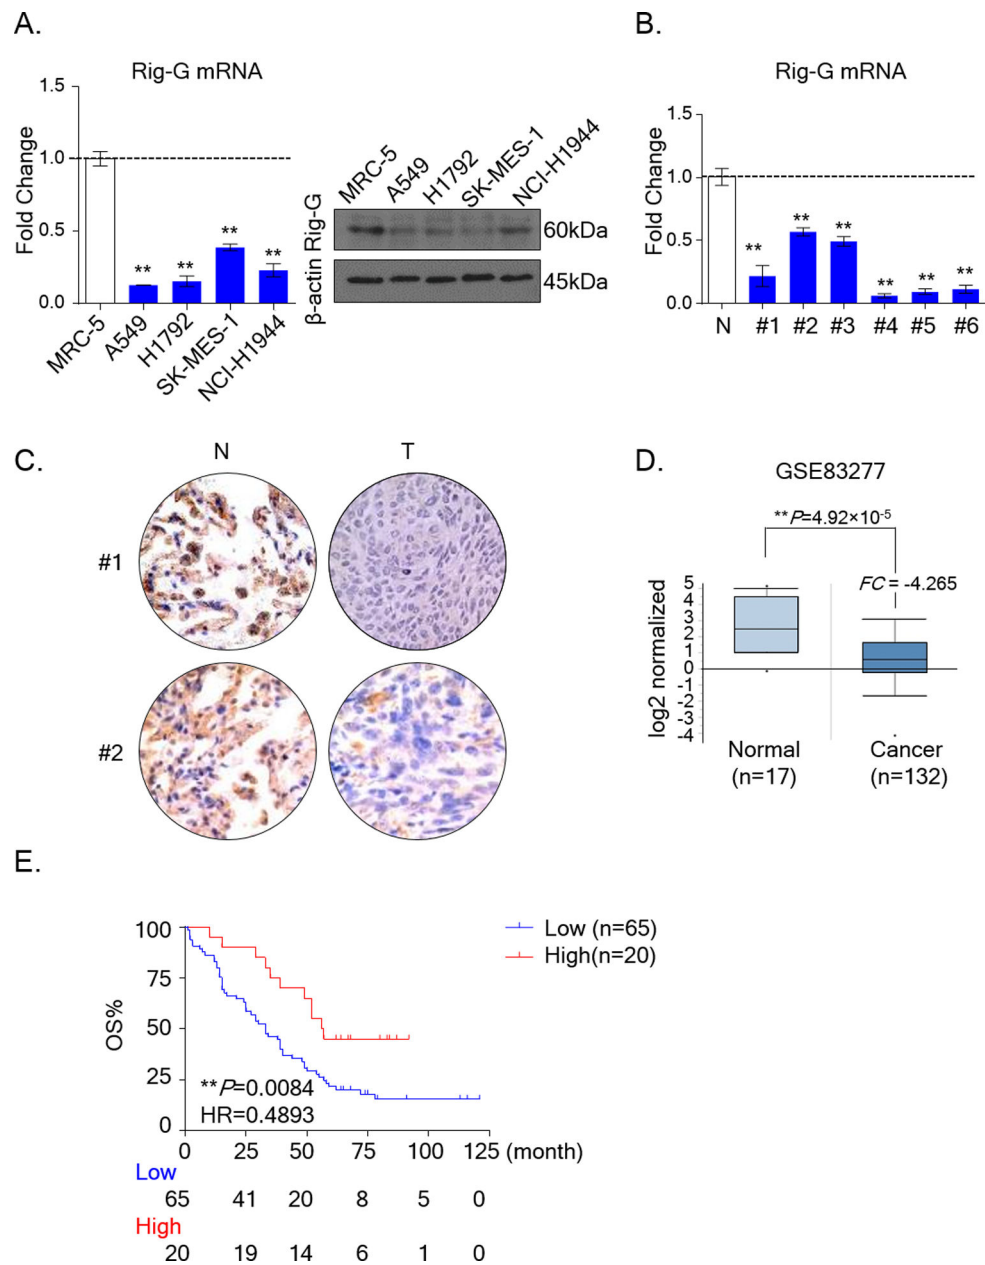 A.
Rig-G mRNA
Fold Change
1.5
1.0
0.5
0.0
**
**
**
**
MRC-5
A549
H1792
SK-MES-1
NCI-H1944
MRC-5
A549
H1792
SK-MES-1
NCI-H1944
β-actin Rig-G
60kDa
45kDa
B.
Rig-G mRNA
Fold Change
1.5
1.0
0.5
0.0
**
**
**
**
**
**
N #1 #2 #3 #4 #5 #6
C.
N T
#1
#2
D.
GSE83277
**P=4.92×10-5
FC = -4.265
log2 normalized
5
4
3
2
1
0
-1
-2
-3
-4
Normal
(n=17)
Cancer
(n=132)
E.
Low (n=65)
High(n=20)
OS%
100
75
50
25
0
**P=0.0084
HR=0.4893
0 25 50 75 100 125 (month)
Low
65 41 20 8 5 0
High
20 19 14 6 1 0